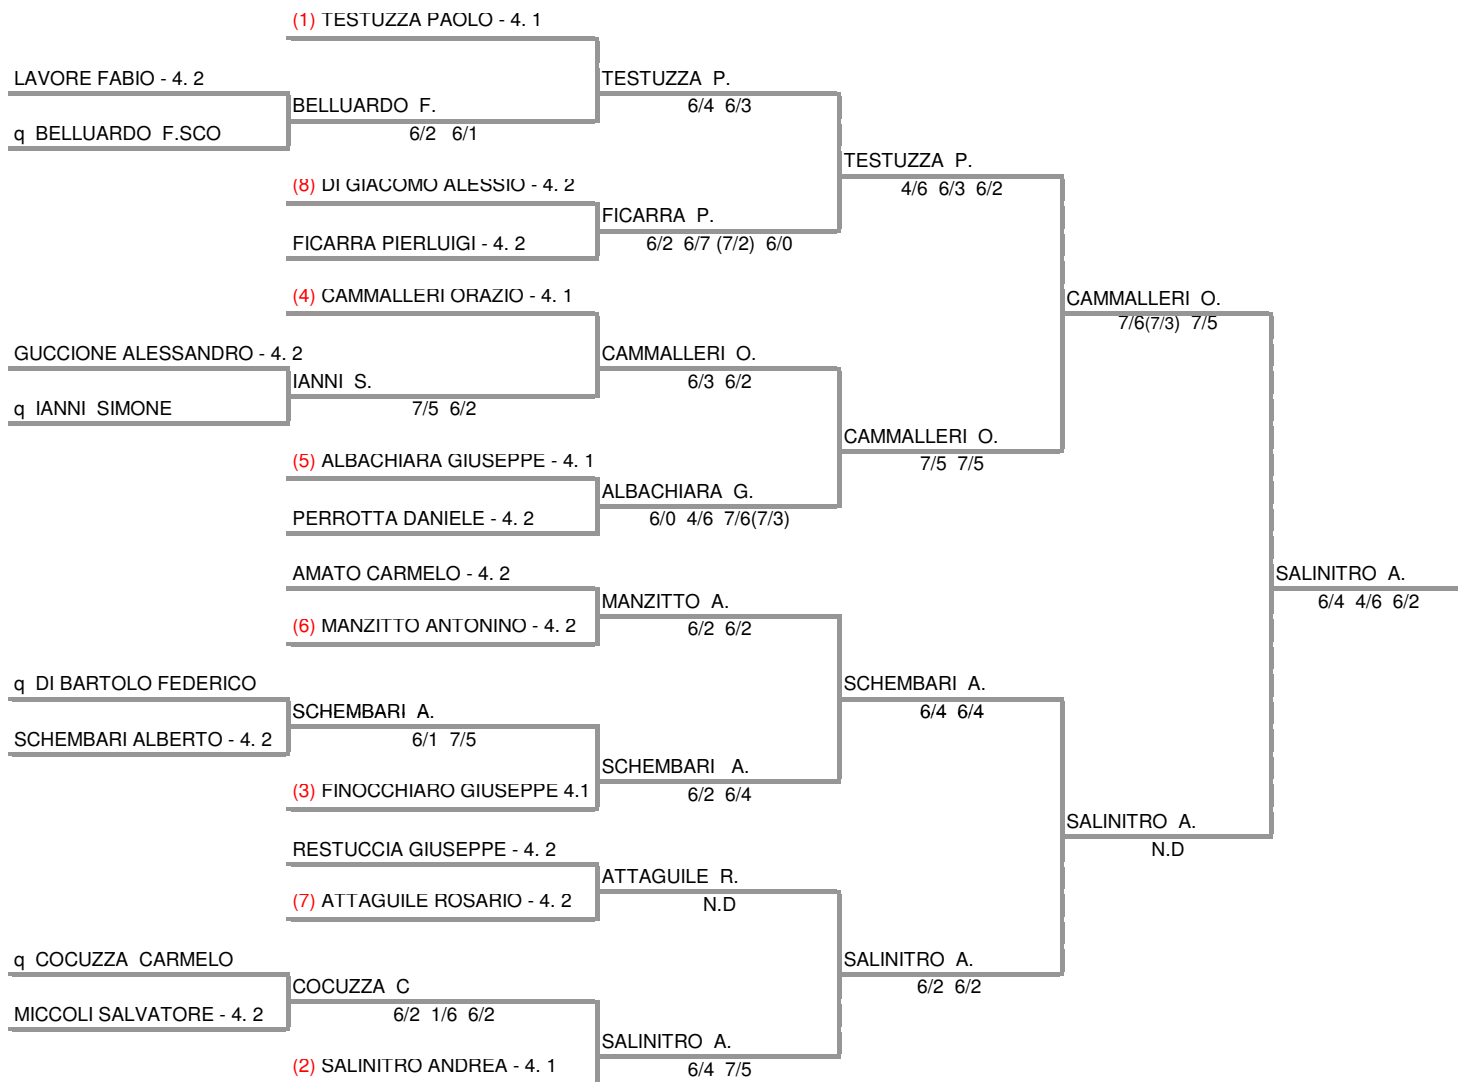 (1) TESTUZZA PAOLO - 4. 1
LAVORE FABIO - 4. 2
TESTUZZA P.
BELLUARDO F.
6/4 6/3
q BELLUARDO F.SCO
6/2 6/1
TESTUZZA P.
(8) DI GIACOMO ALESSIO - 4. 2
4/6 6/3 6/2
FICARRA P.
FICARRA PIERLUIGI - 4. 2
6/2 6/7 (7/2) 6/0
(4) CAMMALLERI ORAZIO - 4. 1
CAMMALLERI O.
7/6(7/3) 7/5
GUCCIONE ALESSANDRO - 4. 2
CAMMALLERI O.
IANNI S.
6/3 6/2
q IANNI SIMONE
7/5 6/2
CAMMALLERI O.
(5) ALBACHIARA GIUSEPPE - 4. 1
7/5 7/5
ALBACHIARA G.
PERROTTA DANIELE - 4. 2
6/0 4/6 7/6(7/3)
AMATO CARMELO - 4. 2
SALINITRO A.
MANZITTO A.
6/4 4/6 6/2
(6) MANZITTO ANTONINO - 4. 2
6/2 6/2
q DI BARTOLO FEDERICO
SCHEMBARI A.
SCHEMBARI A.
6/4 6/4
SCHEMBARI ALBERTO - 4. 2
6/1 7/5
SCHEMBARI A.
(3) FINOCCHIARO GIUSEPPE 4.1
6/2 6/4
SALINITRO A.
RESTUCCIA GIUSEPPE - 4. 2
N.D
ATTAGUILE R.
(7) ATTAGUILE ROSARIO - 4. 2
N.D
q COCUZZA CARMELO
SALINITRO A.
COCUZZA C
6/2 6/2
MICCOLI SALVATORE - 4. 2
6/2 1/6 6/2
SALINITRO A.
(2) SALINITRO ANDREA - 4. 1
6/4 7/5